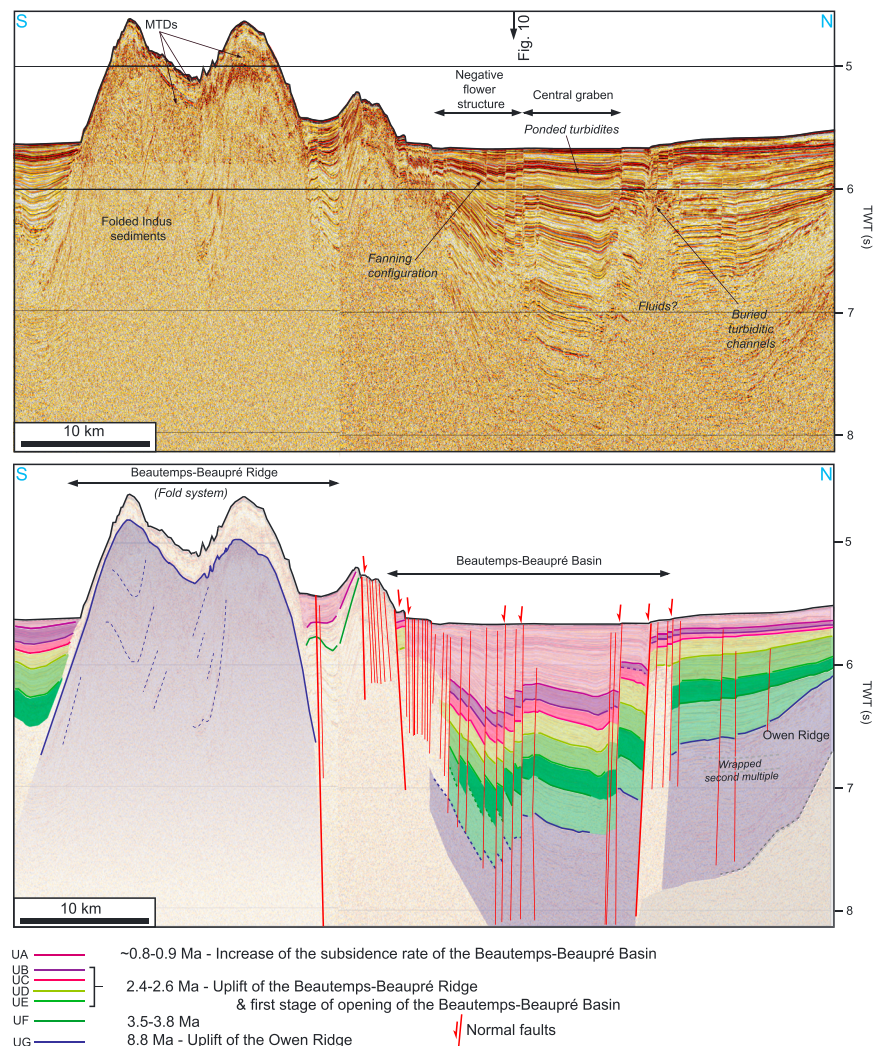 S
N
MTDs
Fig. 10
5
Negative
flower
structure
Central graben
Ponded turbidites
6
Folded Indus
sediments
TWT (s)
Fanning
configuration
Fluids?
Buried
turbiditic
channels
7
10 km
8
S
Beautemps-Beaupré Ridge
N
(Fold system)
5
Beautemps-Beaupré Basin
6
TWT (s)
Owen Ridge
Wrapped
second multiple
7
10 km
8
UA
~0.8-0.9 Ma - Increase of the subsidence rate of the Beautemps-Beaupré Basin
UB
UC
UD
UE
2.4-2.6 Ma - Uplift of the Beautemps-Beaupré Ridge
& first stage of opening of the Beautemps-Beaupré Basin
UF
3.5-3.8 Ma
Normal faults
UG
8.8 Ma - Uplift of the Owen Ridge